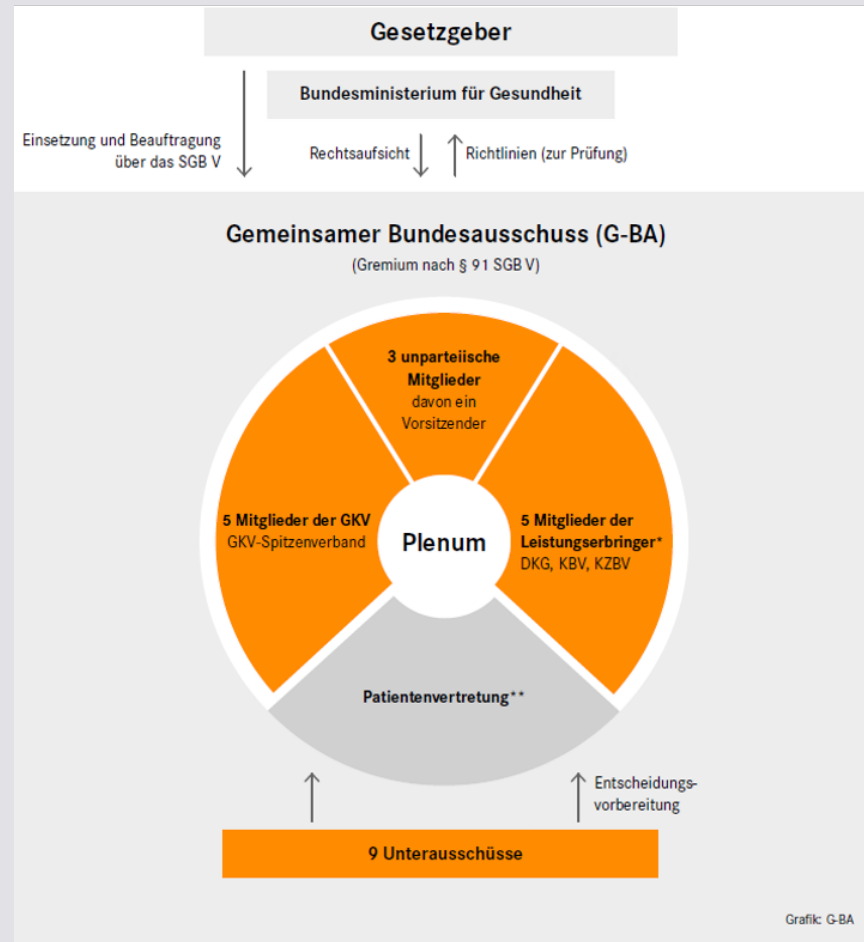 Gesetzgeber
Bundesministerium für Gesundheit
Einsetzung und Beauftragung
über das SGB V
Rechtsaufsicht
Richtlinien (zur Prüfung)
Gemeinsamer Bundesausschuss (G-BA)
(Gremium nach § 91 SGB V)
3 unparteiische
Mitglieder
davon ein
Vorsitzender
5 Mitglieder der GKV
GKV-Spitzenverband
Plenum
5 Mitglieder der
Leistungserbringer*
DKG, KBV, KZBV
Patientenvertretung**
Entscheidungs-
vorbereitung
9 Unterausschüsse
Grafik: G-BA